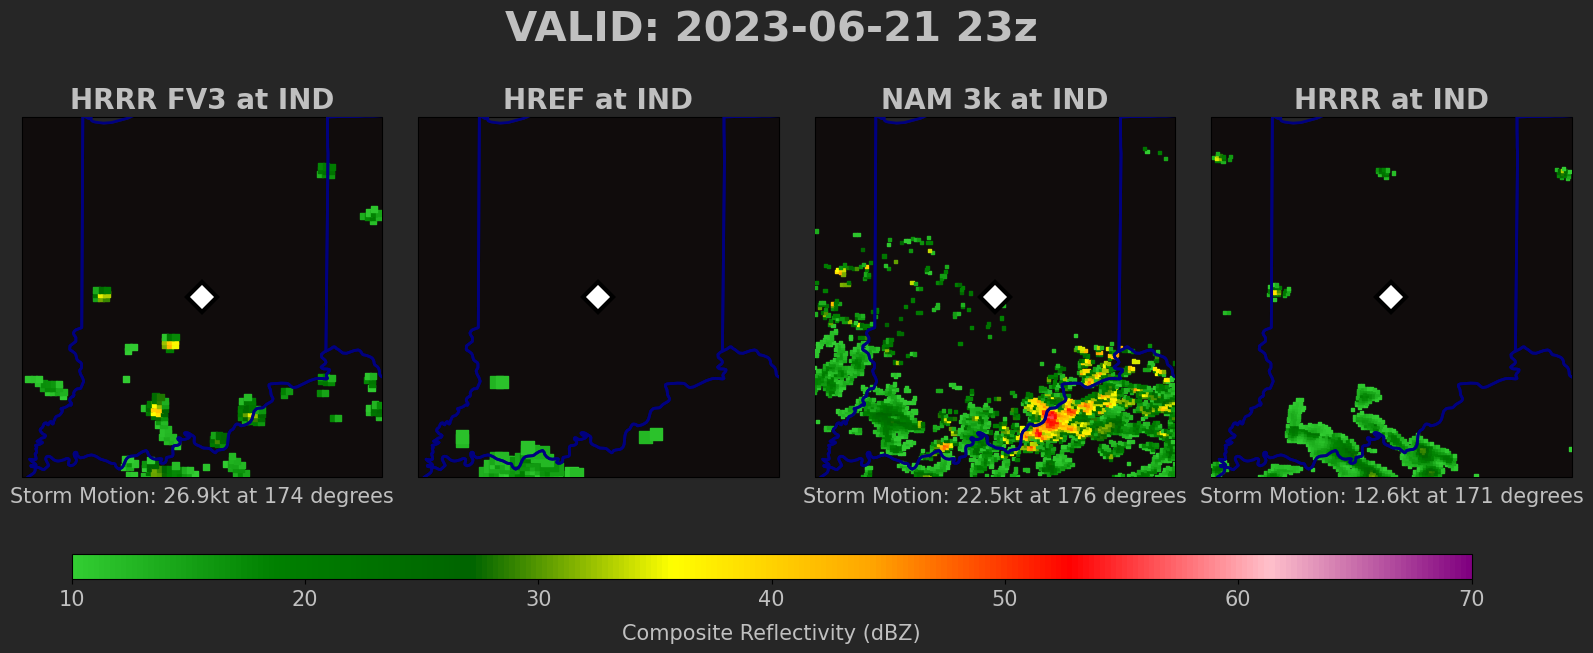 VALID: 2023-06-21 23z
HRRR FV3 at IND
HREF at IND
NAM 3k at IND
HRRR at IND
Storm Motion: 26.9kt at 174 degrees
Storm Motion: 22.5kt at 176 degrees
Storm Motion: 12.6kt at 171 degrees
10 20 30 40 50 60 70
Composite Reflectivity (dBZ)